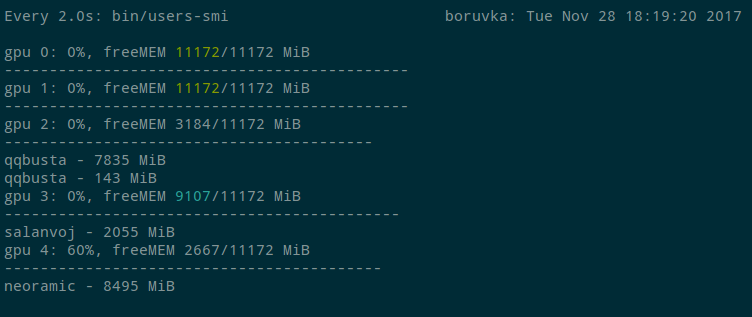 Every 2.0s: bin/users-smi boruvka: Tue Nov 28 18:19:20 2017
gpu 0: 0%, freeMEM 11172/11172 MiB
---------------------------------------------
gpu 1: 0%, freeMEM 11172/11172 MiB
---------------------------------------------
gpu 2: 0%, freeMEM 3184/11172 MiB
-----------------------------------------
qqbusta - 7835 MiB
qqbusta - 143 MiB
gpu 3: 0%, freeMEM 9107/11172 MiB
--------------------------------------------
salanvoj - 2055 MiB
gpu 4: 60%, freeMEM 2667/11172 MiB
------------------------------------------
neoramic - 8495 MiB